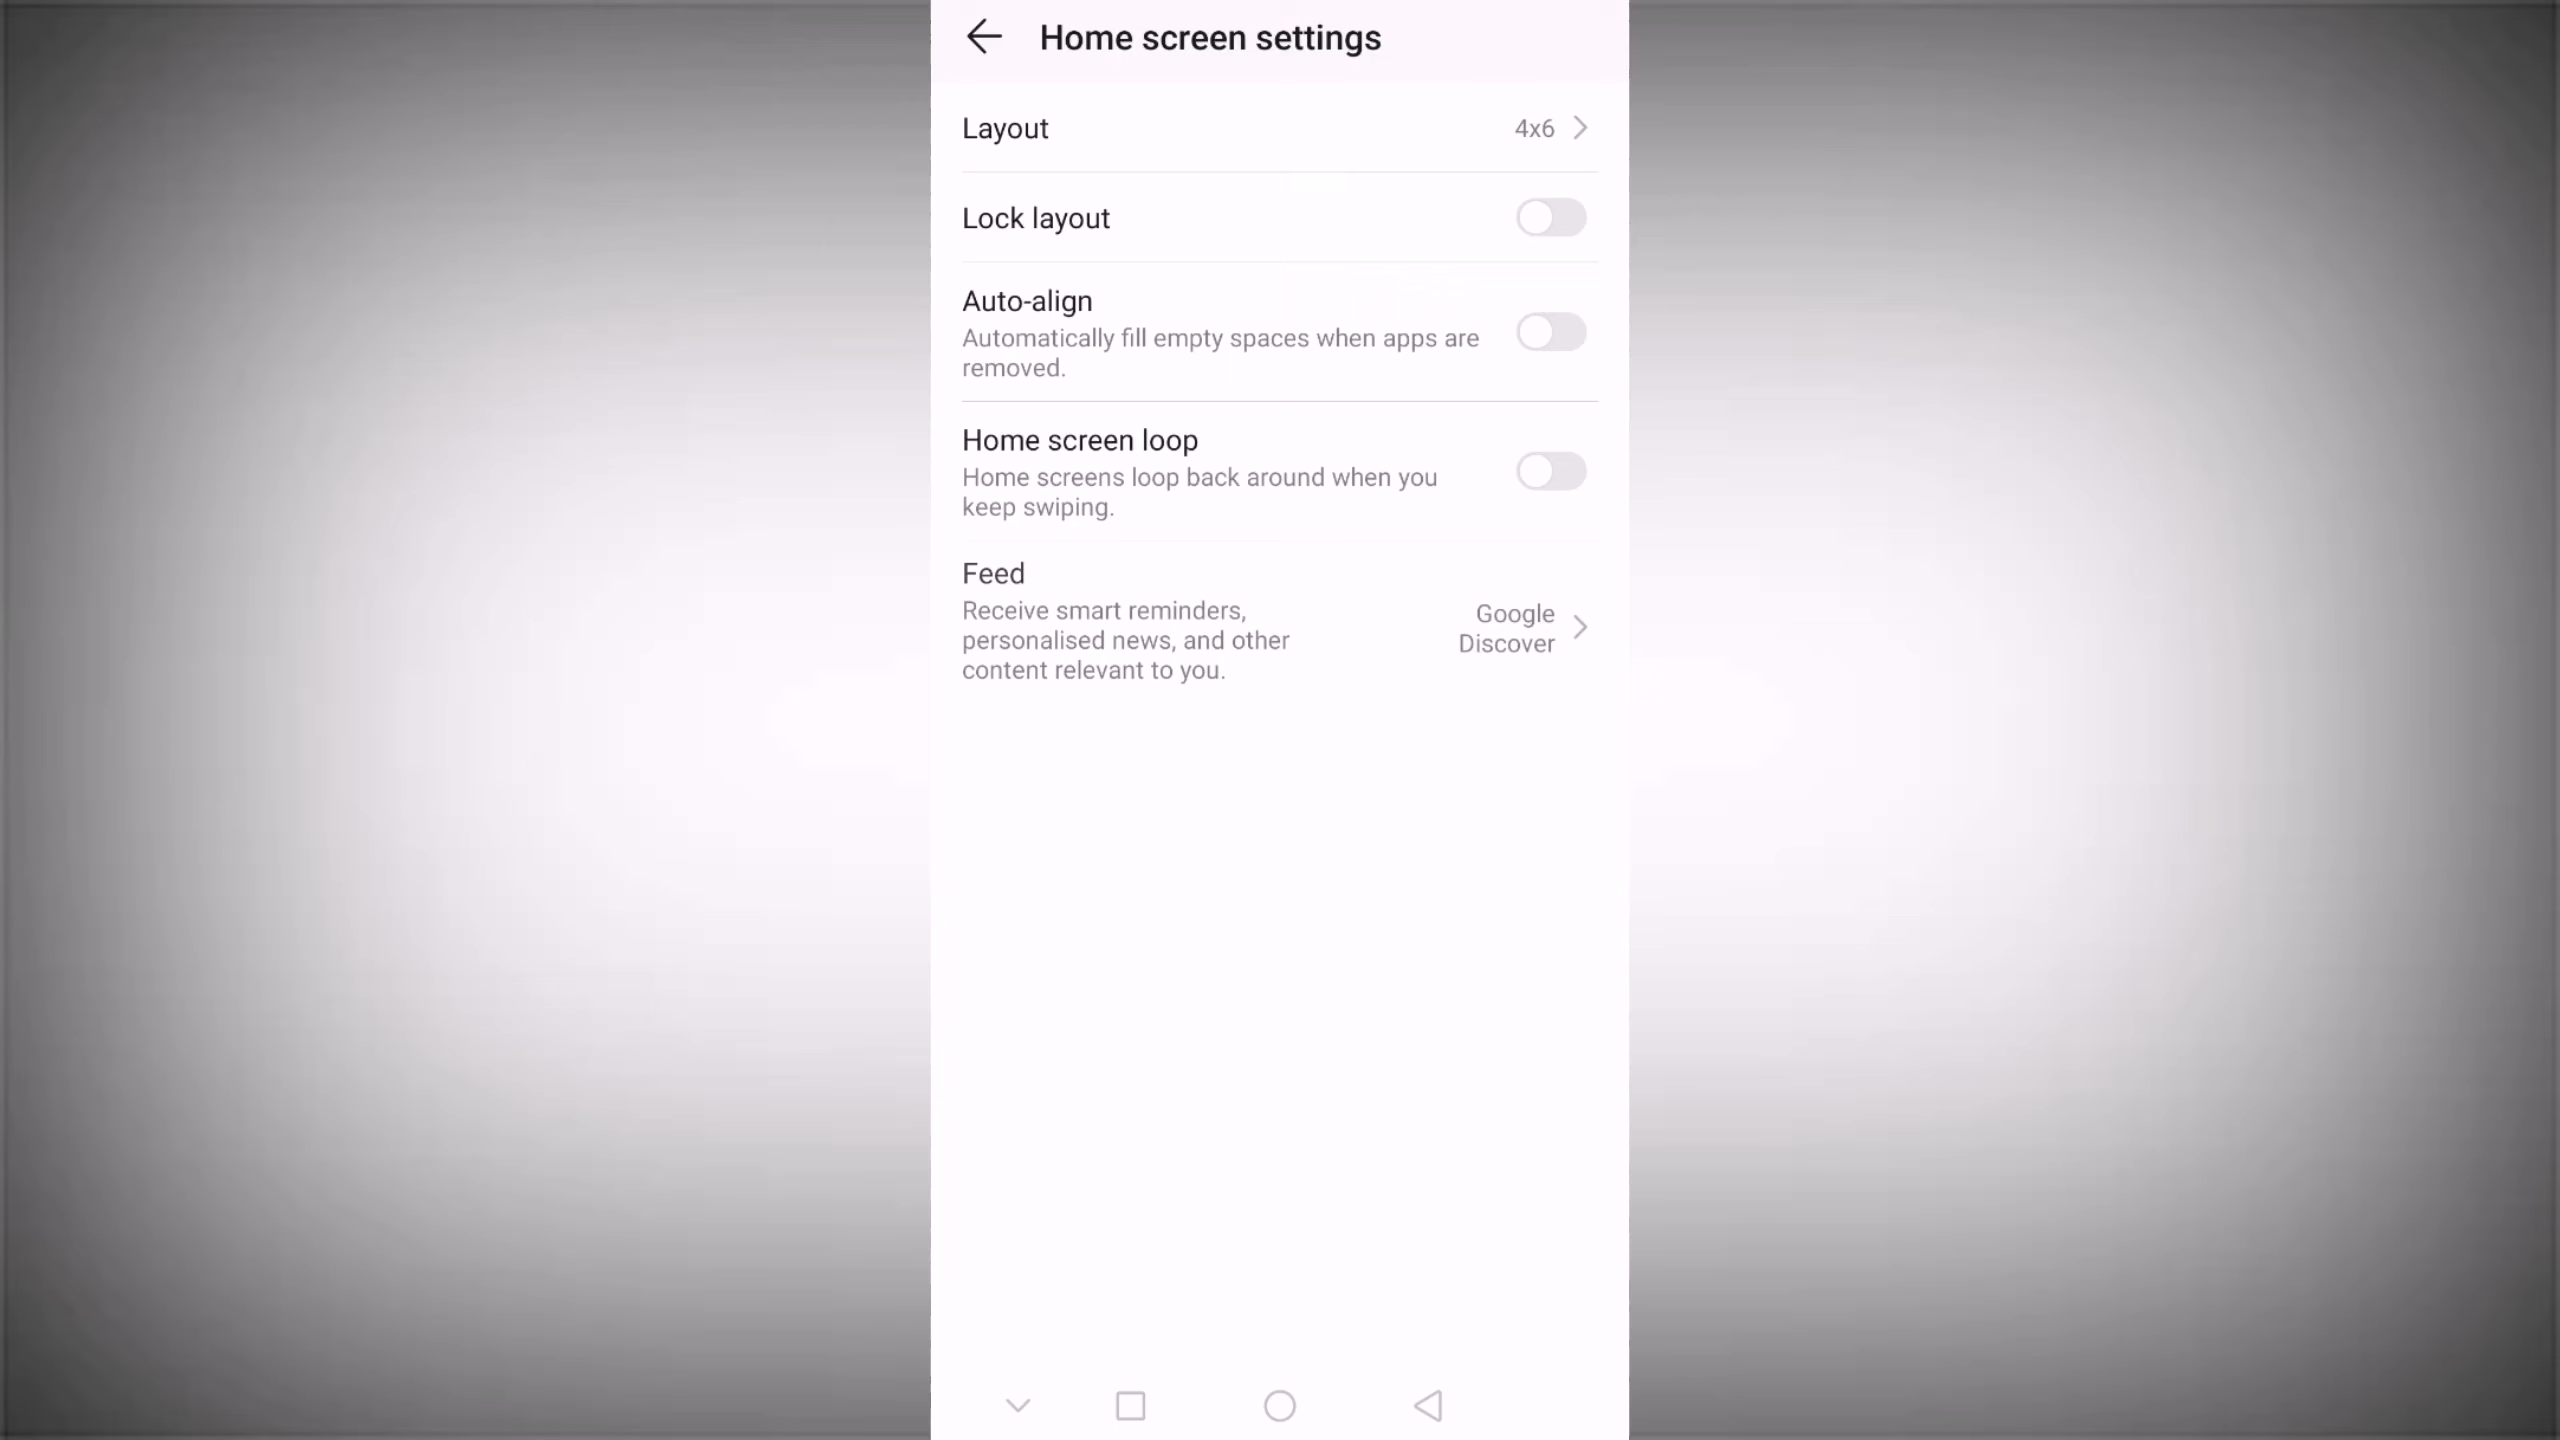 Home screen settings
Layout
4x6
Lock layout
Auto-align
Automatically fill empty spaces when apps are
removed.
Home screen loop
Home screens loop back around when you
keep swiping.
Feed
Receive smart reminders,
personalised news, and other
content relevant to you.
Google
Discover